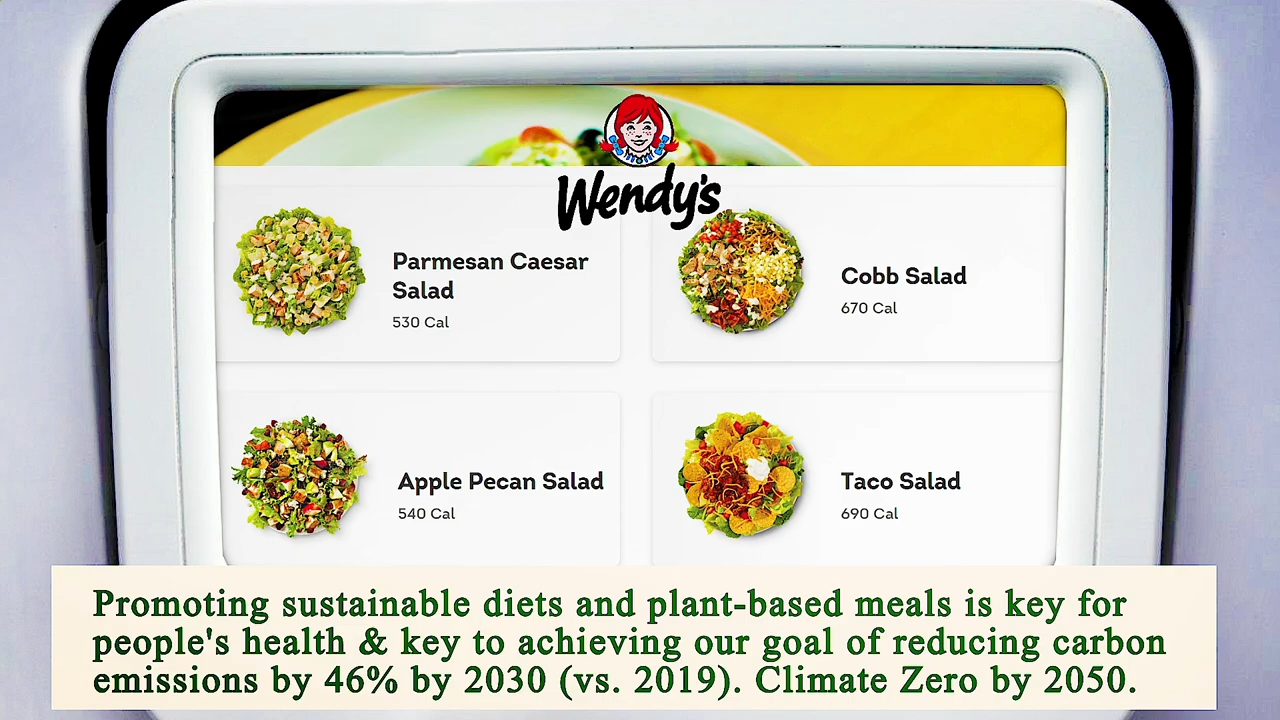 Wendy's
Parmesan Caesar
Salad
530 Cal
Cobb Salad
670 Cal
Apple Pecan Salad
540 Cal
Taco Salad
690 Cal
Promoting sustainable diets and plant-based meals is key for
people's health & key to achieving our goal of reducing carbon
emissions by 46% by 2030 (vs. 2019). Climate Zero by 2050.